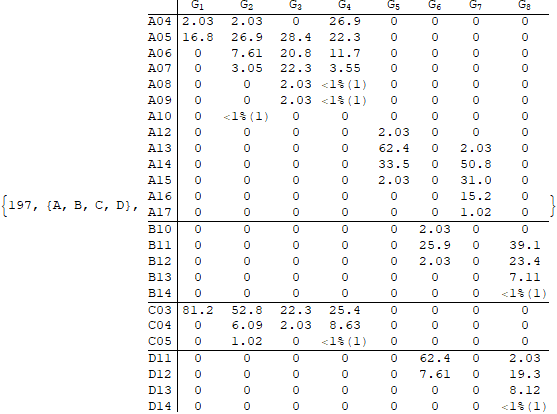 G1 G2 G3 G4 G5 G6 G7 G8
A04 2.03 2.03 0 26.9 0 0 0 0
A05 16.8 26.9 28.4 22.3 0 0 0 0
A06 0 7.61 20.8 11.7 0 0 0 0
A07 0 3.05 22.3 3.55 0 0 0 0
A08 0 0 2.03 <1%(1) 0 0 0 0
A09 0 0 2.03 <1%(1) 0 0 0 0
A10 0 <1%(1) 0 0 0 0 0 0
A12 0 0 0 0 2.03 0 0 0
A13 0 0 0 0 62.4 0 2.03 0
A14 0 0 0 0 33.5 0 50.8 0
A15 0 0 0 0 2.03 0 31.0 0
{197, {A, B, C, D}, A16 0 0 0 0 0 0 15.2 0 }
A17 0 0 0 0 0 0 1.02 0
B10 0 0 0 0 0 2.03 0 0
B11 0 0 0 0 0 25.9 0 39.1
B12 0 0 0 0 0 2.03 0 23.4
B13 0 0 0 0 0 0 0 7.11
B14 0 0 0 0 0 0 0 <1%(1)
C03 81.2 52.8 22.3 25.4 0 0 0 0
C04 0 6.09 2.03 8.63 0 0 0 0
C05 0 1.02 0 <1%(1) 0 0 0 0
D11 0 0 0 0 0 62.4 0 2.03
D12 0 0 0 0 0 7.61 0 19.3
D13 0 0 0 0 0 0 0 8.12
D14 0 0 0 0 0 0 0 <1%(1)